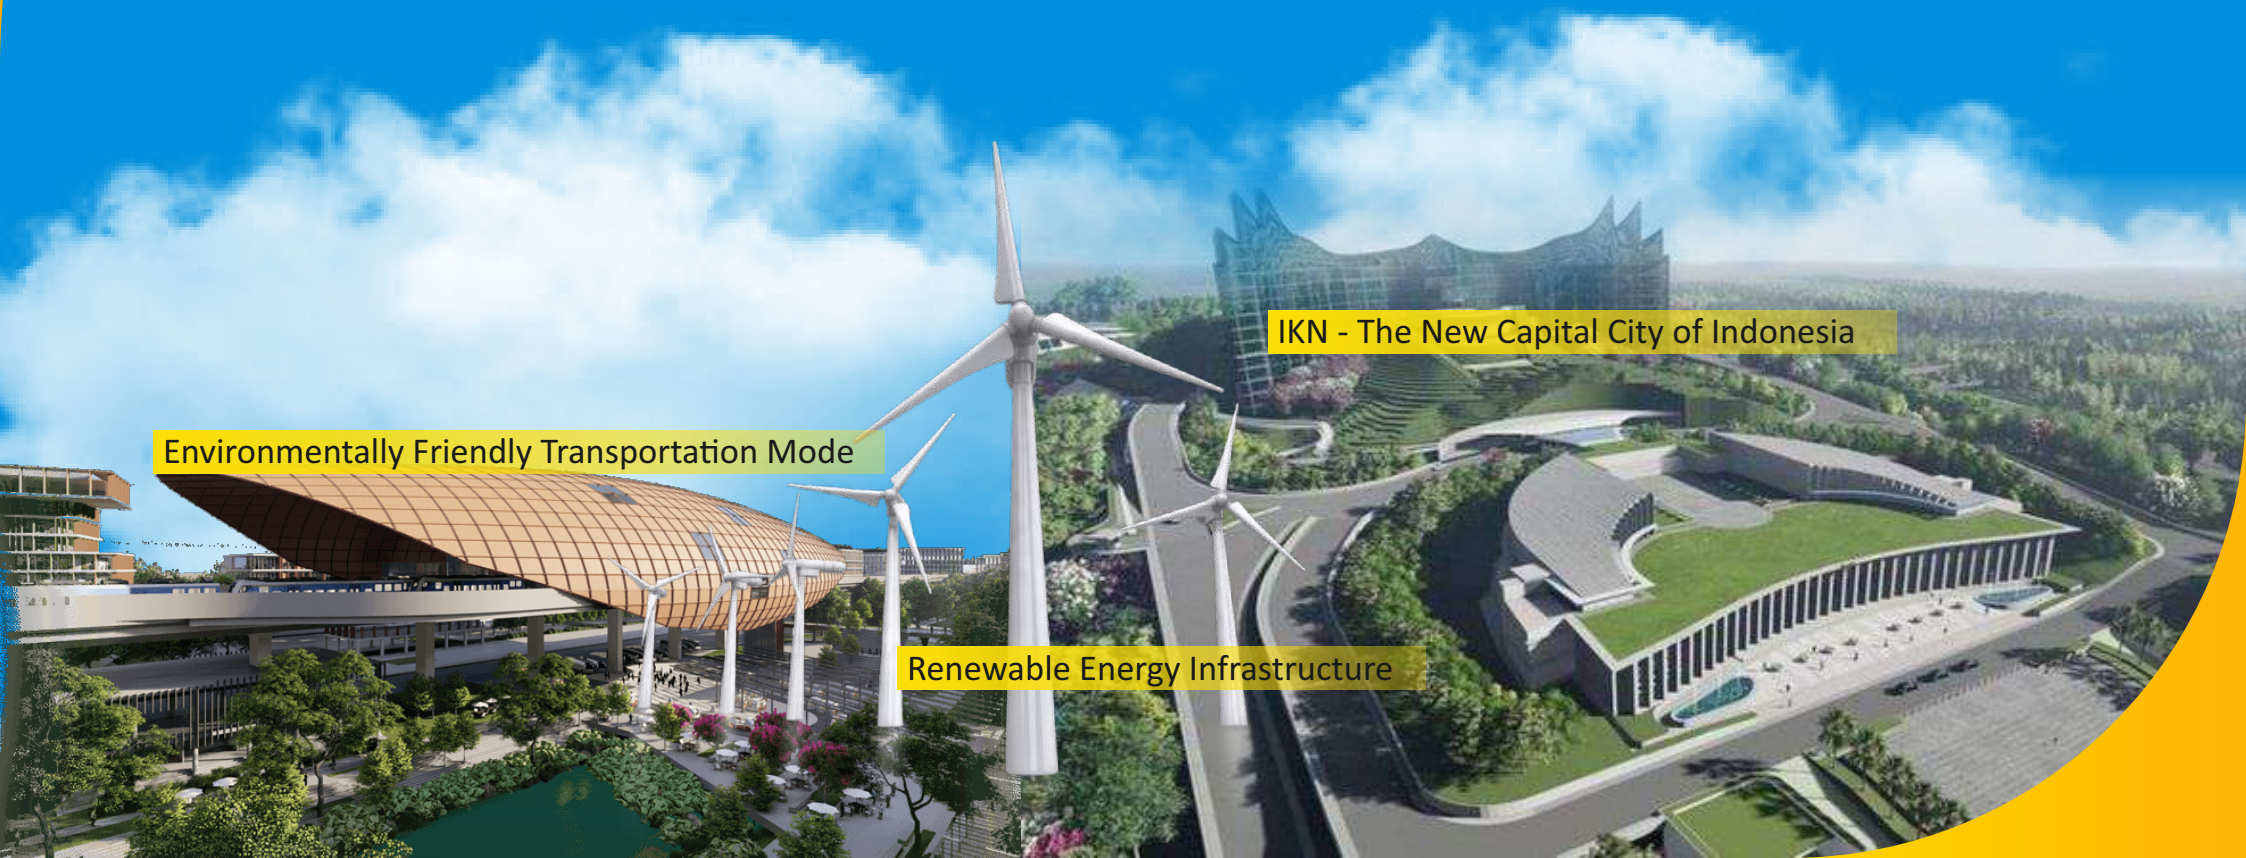 IKN - The New Capital City of Indonesia
Environmentally Friendly Transportation Mode
Renewable Energy Infrastructure